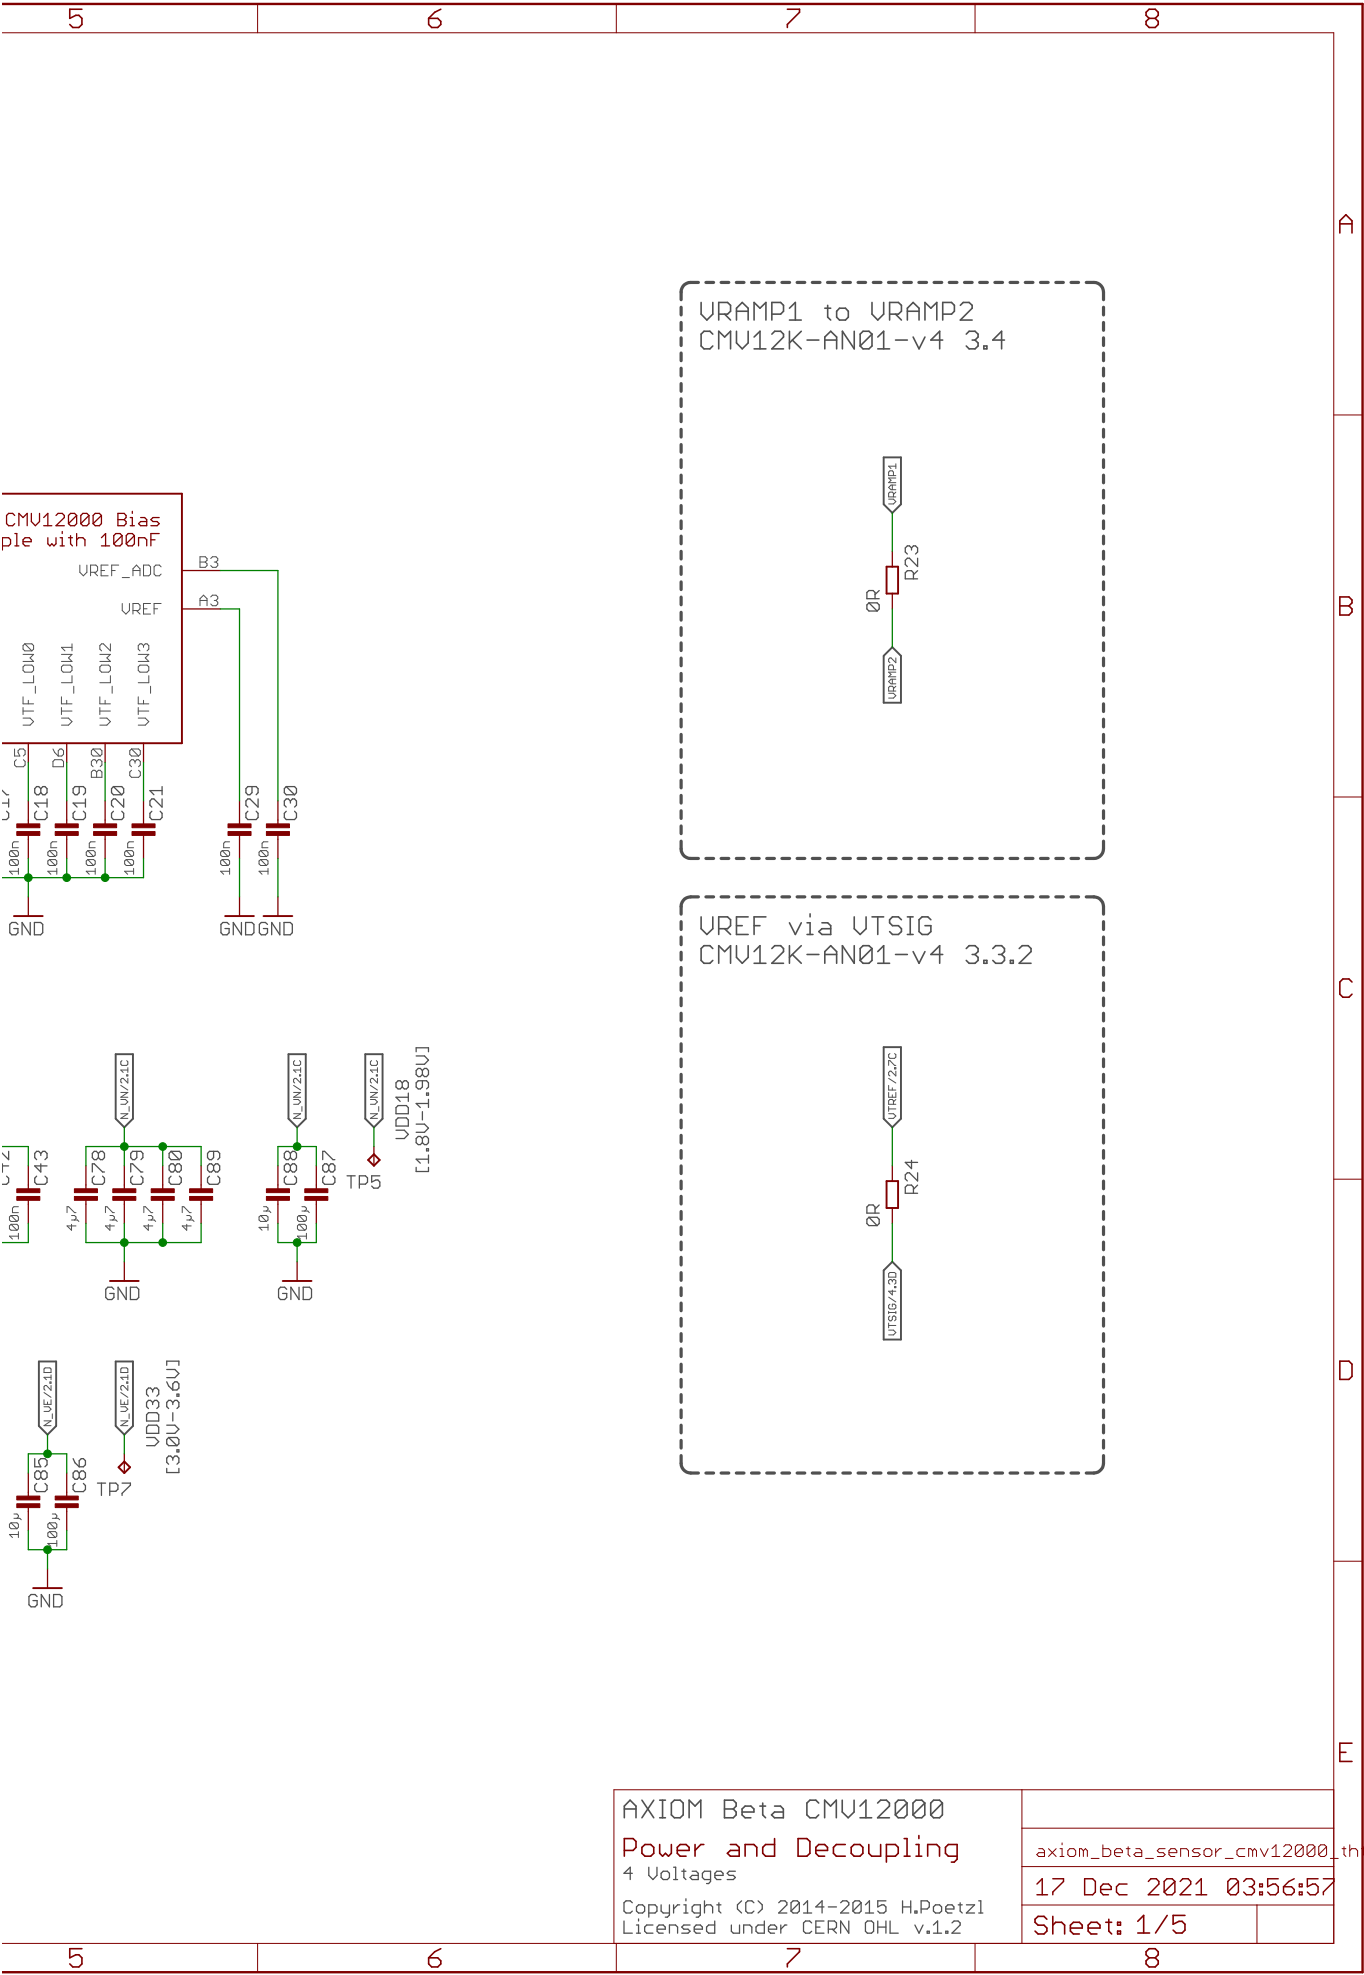 5 6 7 8
A
VRAMP1 to VRAMP2
CMV12K-AN01-v4 3.4
VRAMP1
R23
0R
VRAMP2
CMV12000 Bias
ple with 100nF
VREF_ADC B3
VREF A3
B
VTF_LOW0 VTF_LOW1 VTF_LOW2 VTF_LOW3
C5 D6 B30 C30
C18 C19 C20 C21 C29 C30
100n 100n 100n 100n 100n 100n
GND GND GND
VREF via VTSIG
CMV12K-AN01-v4 3.3.2
C
N_VN/2.1C N_VN/2.1C N_VN/2.1C
VDD18
[1.8V-1.98V]
VTREF/2.7C
C43 C78 C79 C80 C89 C88 C87
TP5
R24
0R
100n 4µ7 4µ7 4µ7 4µ7 10µ 100µ
GND GND
VTSIG/4.3D
N_VE/2.1D N_VE/2.1D
VDD33
[3.0V-3.6V]
D
C85 C86
TP7
10µ 100µ
GND
E
AXIOM Beta CMV12000
Power and Decoupling
4 Voltages
Copyright (C) 2014-2015 H.Poetzl
Licensed under CERN OHL v.1.2
axiom_beta_sensor_cmv12000_th
17 Dec 2021 03:56:57
Sheet: 1/5
5 6 7 8